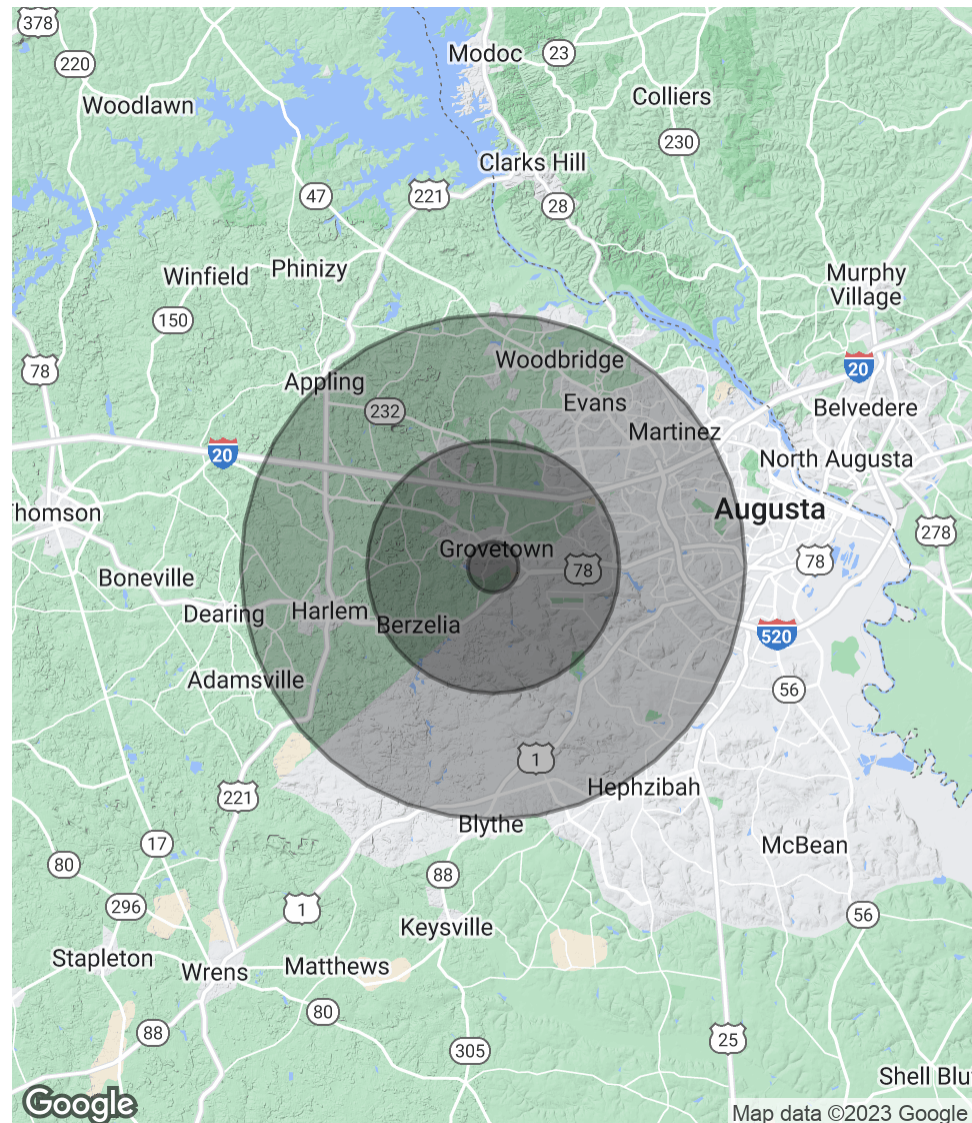 378
Modoc
23
220
Woodlawn
Colliers
230
Clarks Hill
47
221
28
Winfield
Phinizy
Murphy
Village
150
78
Woodbridge
20
Appling
Evans
232
Belvedere
Martinez
20
North Augusta
Thomson
Augusta
278
Grovetown
78
78
Boneville
Dearing
Harlem
Berzelia
520
Adamsville
56
1
Hephzibah
221
Blythe
17
McBean
80
88
296
1
56
Keysville
Stapleton
Wrens
Matthews
80
88
25
305
Shell Blu
Google
Map data ©2023 Google